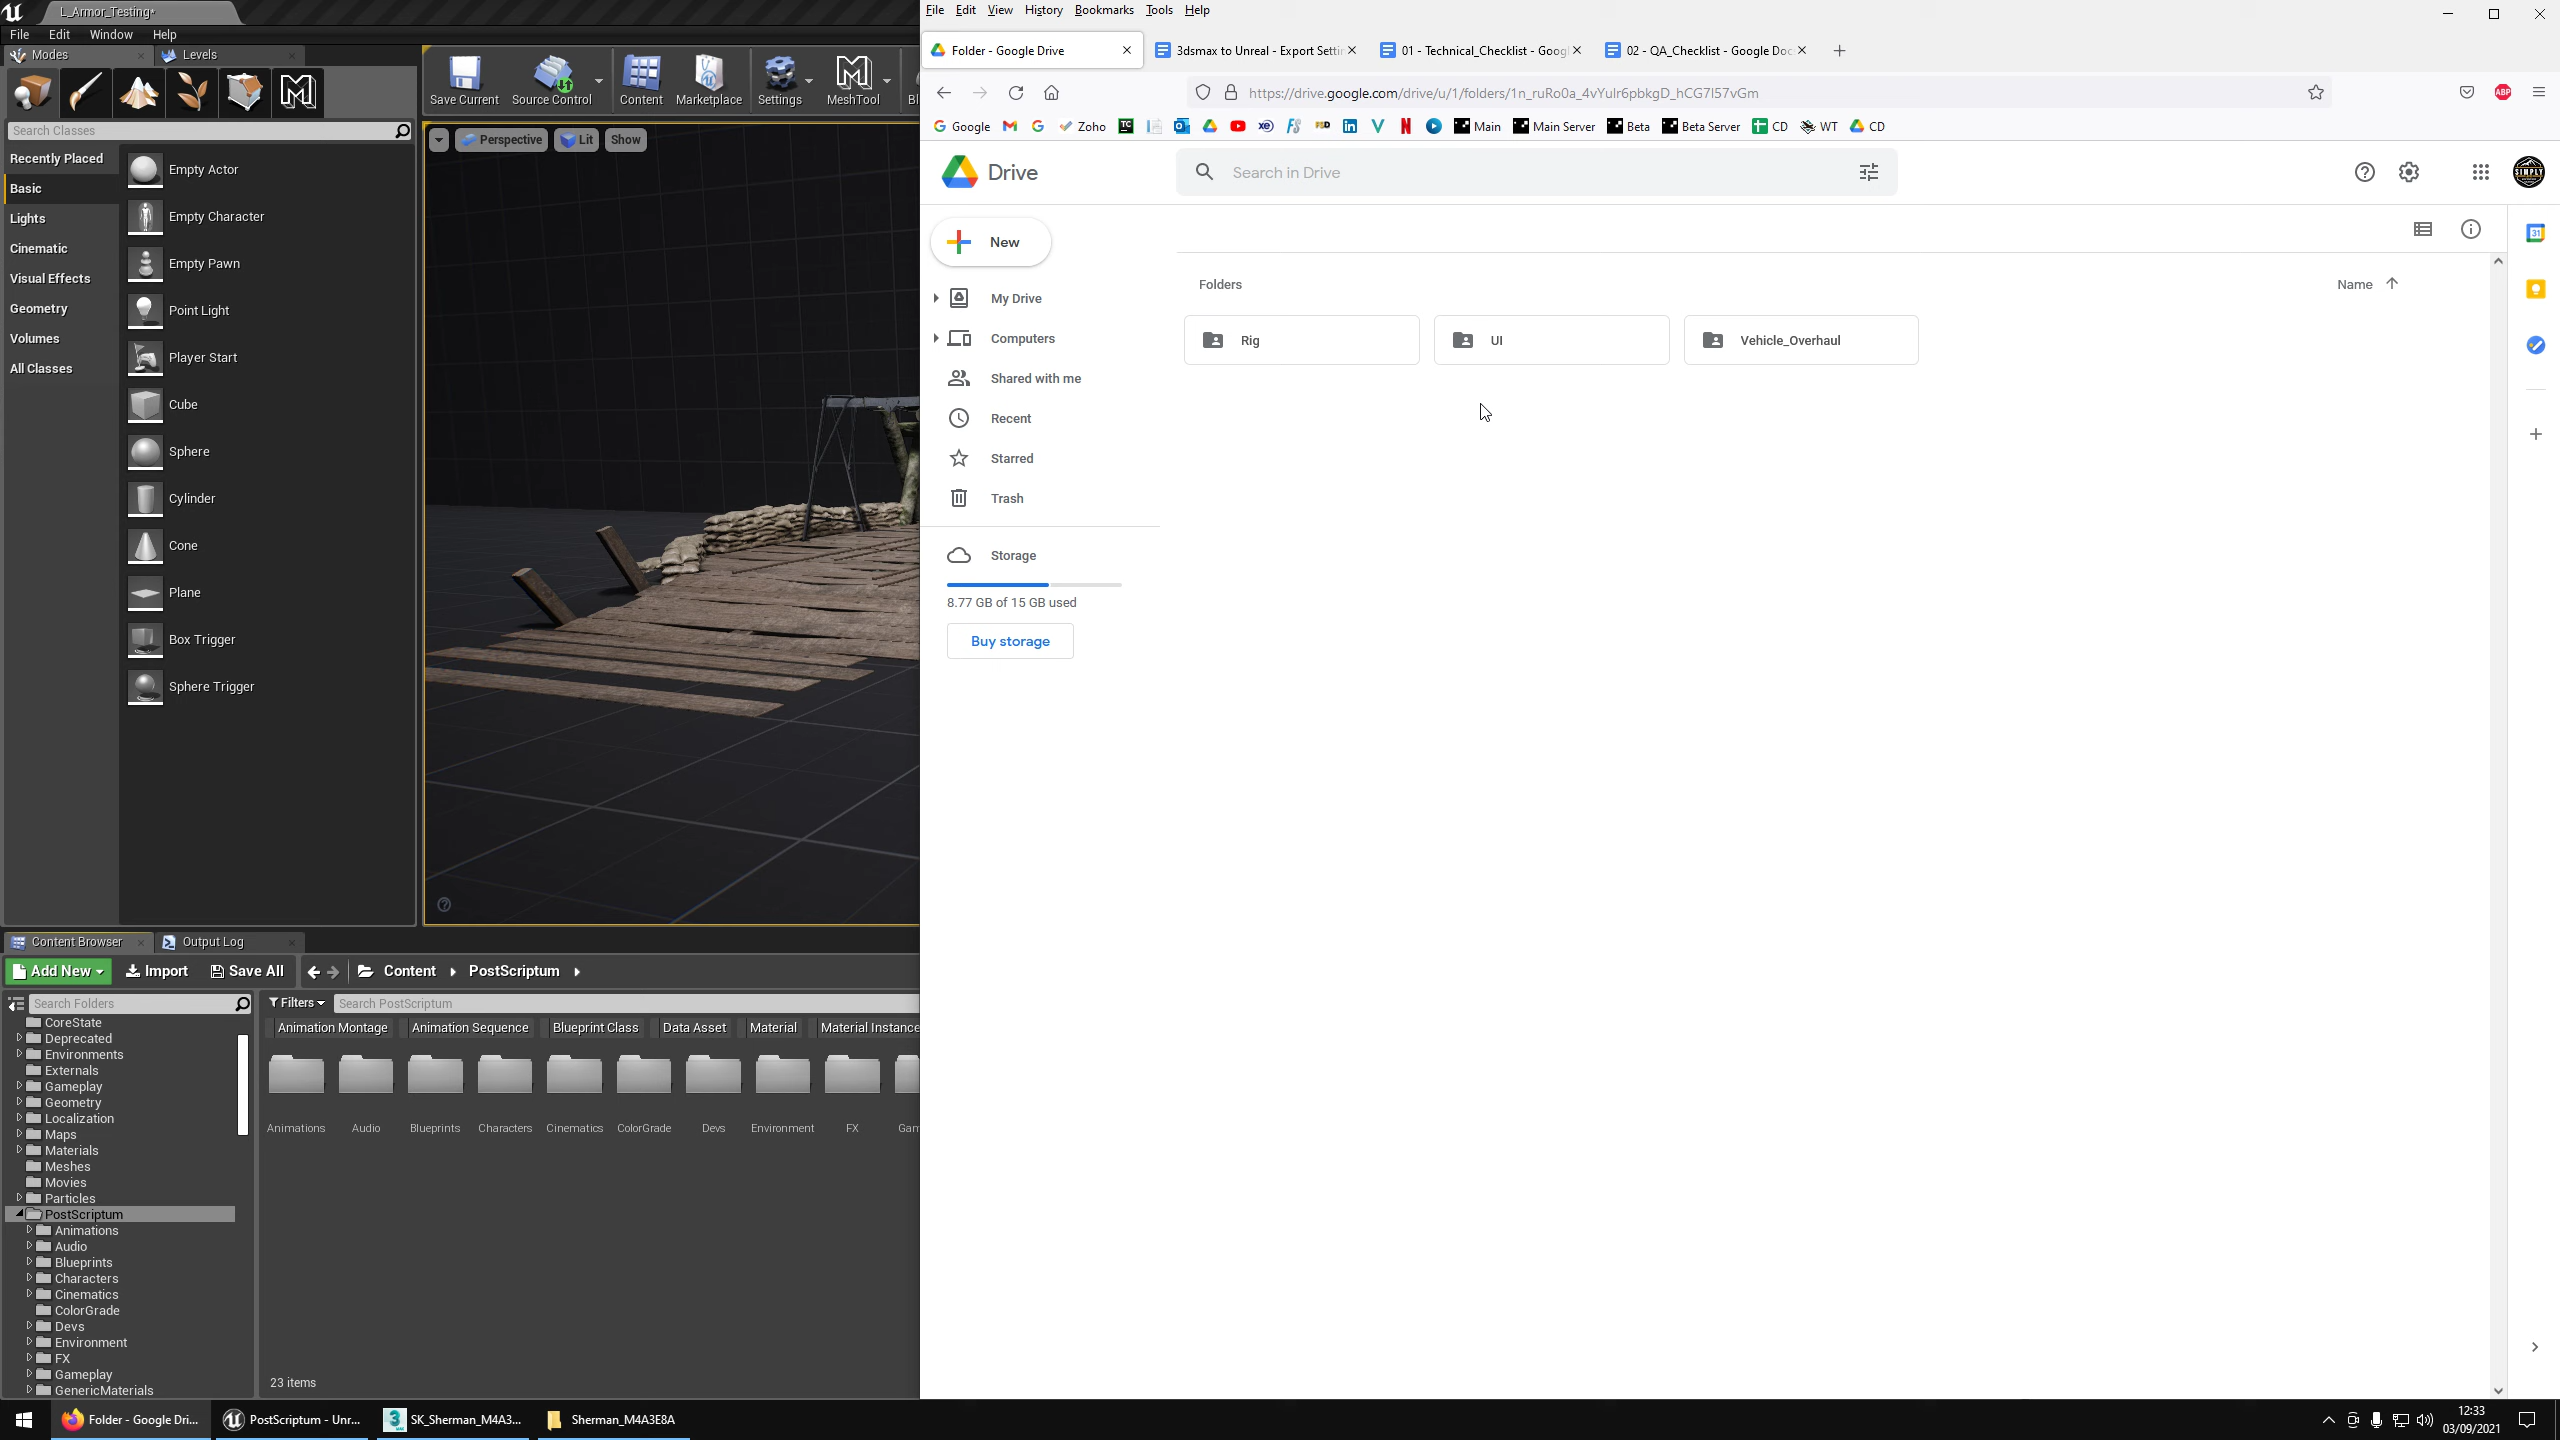 L_Armor_Testing*
File Edit Window Help
Modes
Levels
Save Current
Source Control
Content
Marketplace
Settings
MeshTool
Search Classes
Recently Placed
Basic
Lights
Cinematic
Visual Effects
Geometry
Volumes
All Classes
Empty Actor
Empty Character
Empty Pawn
Point Light
Player Start
Cube
Sphere
Cylinder
Cone
Plane
Box Trigger
Sphere Trigger
Perspective
Lit
Show
Content Browser
Output Log
Add New
Import
Save All
Content
PostScriptum
Search Folders
CoreState
Deprecated
Environments
Externals
Gameplay
Geometry
Localization
Maps
Materials
Meshes
Movies
Particles
PostScriptum
Animations
Audio
Blueprints
Characters
Cinematics
ColorGrade
Devs
Environment
FX
Gameplay
GenericMaterials
Filters
Search PostScriptum
Animation Montage
Animation Sequence
Blueprint Class
Data Asset
Material
Material Instance
Animations
Audio
Blueprints
Characters
Cinematics
ColorGrade
Devs
Environment
FX
Gam
23 items
File Edit View History Bookmarks Tools Help
Folder - Google Drive
3dsmax to Unreal - Export Settin
01 - Technical_Checklist - Googl
02 - QA_Checklist - Google Doc
https://drive.google.com/drive/u/1/folders/1n_ruRo0a_4vYulr6pbkgD_hCG7l57vGm
ABP
Google
Zoho
Main
Main Server
Beta
Beta Server
CD
WT
CD
Drive
Search in Drive
SIMPLY
New
My Drive
Computers
Shared with me
Recent
Starred
Trash
Storage
8.77 GB of 15 GB used
Buy storage
Folders
Name
Rig
UI
Vehicle_Overhaul
31
Folder - Google Dri...
PostScriptum - Unr...
SK_Sherman_M4A3...
Sherman_M4A3E8A
12:33
03/09/2021